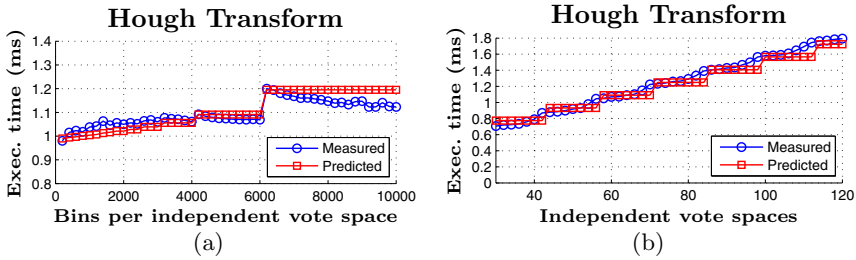 Hough Transform
Exec. time (ms)
1.4
1.3
1.2
1.1
1
0.9
0.8
0
2000
4000
6000
8000
10000
Measured
Predicted
Bins per independent vote space
(a)
Hough Transform
Exec. time (ms)
1.8
1.6
1.4
1.2
1
0.8
0.6
0.4
0.2
0
40
60
80
100
120
Measured
Predicted
Independent vote spaces
(b)